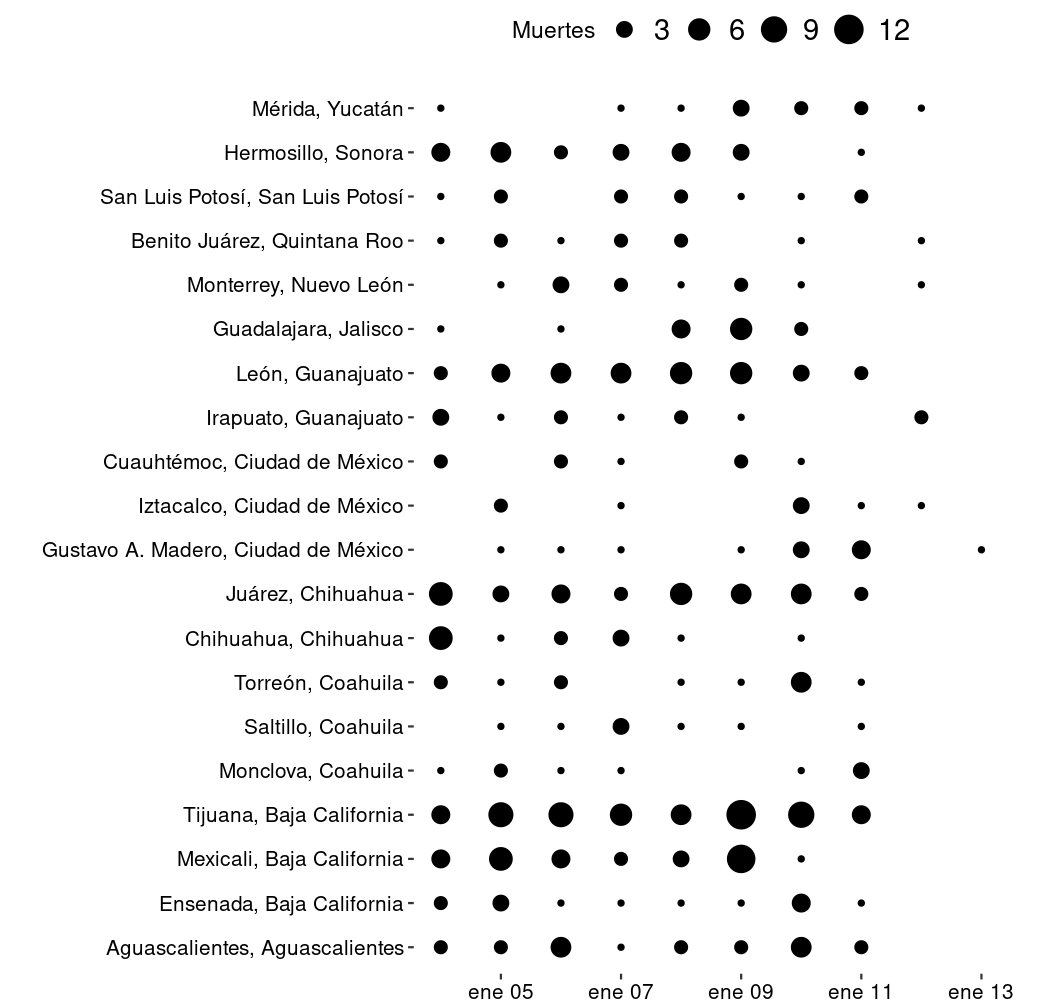 Muertes 3 6 9 12
Mérida, Yucatán
Hermosillo, Sonora
San Luis Potosí, San Luis Potosí
Benito Juárez, Quintana Roo
Monterrey, Nuevo León
Guadalajara, Jalisco
León, Guanajuato
Irapuato, Guanajuato
Cuauhtémoc, Ciudad de México
Iztacalco, Ciudad de México
Gustavo A. Madero, Ciudad de México
Juárez, Chihuahua
Chihuahua, Chihuahua
Torreón, Coahuila
Saltillo, Coahuila
Monclova, Coahuila
Tijuana, Baja California
Mexicali, Baja California
Ensenada, Baja California
Aguascalientes, Aguascalientes
ene 05 ene 07 ene 09 ene 11 ene 13